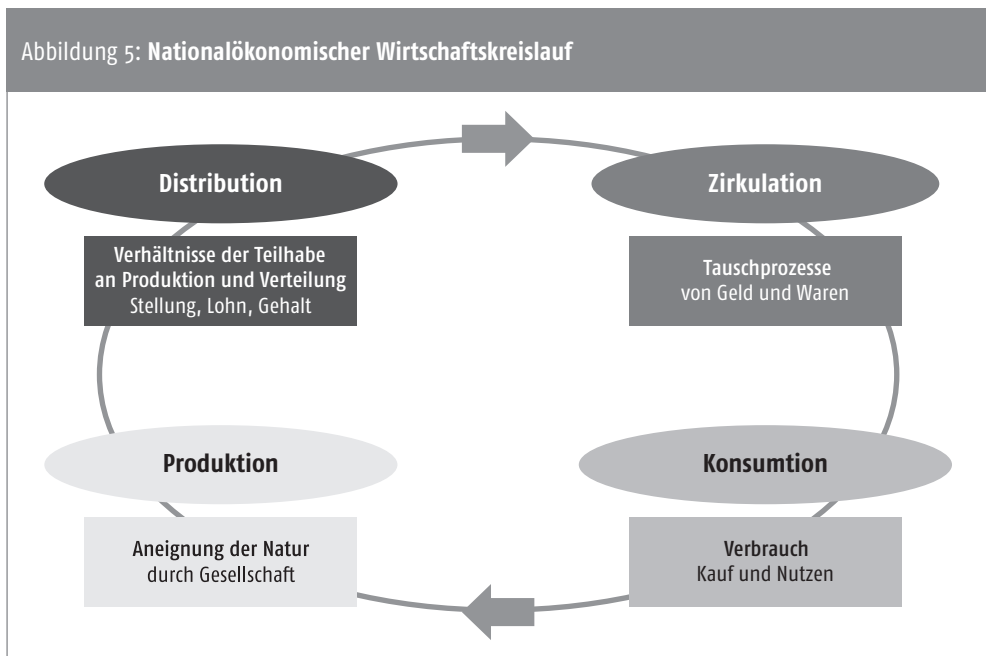 Abbildung 5: Nationalökonomischer Wirtschaftskreislauf
Distribution
Verhältnisse der Teilhabe
an Produktion und Verteilung
Stellung, Lohn, Gehalt
Zirkulation
Tauschprozesse
von Geld und Waren
Produktion
Aneignung der Natur
durch Gesellschaft
Konsumtion
Verbrauch
Kauf und Nutzen